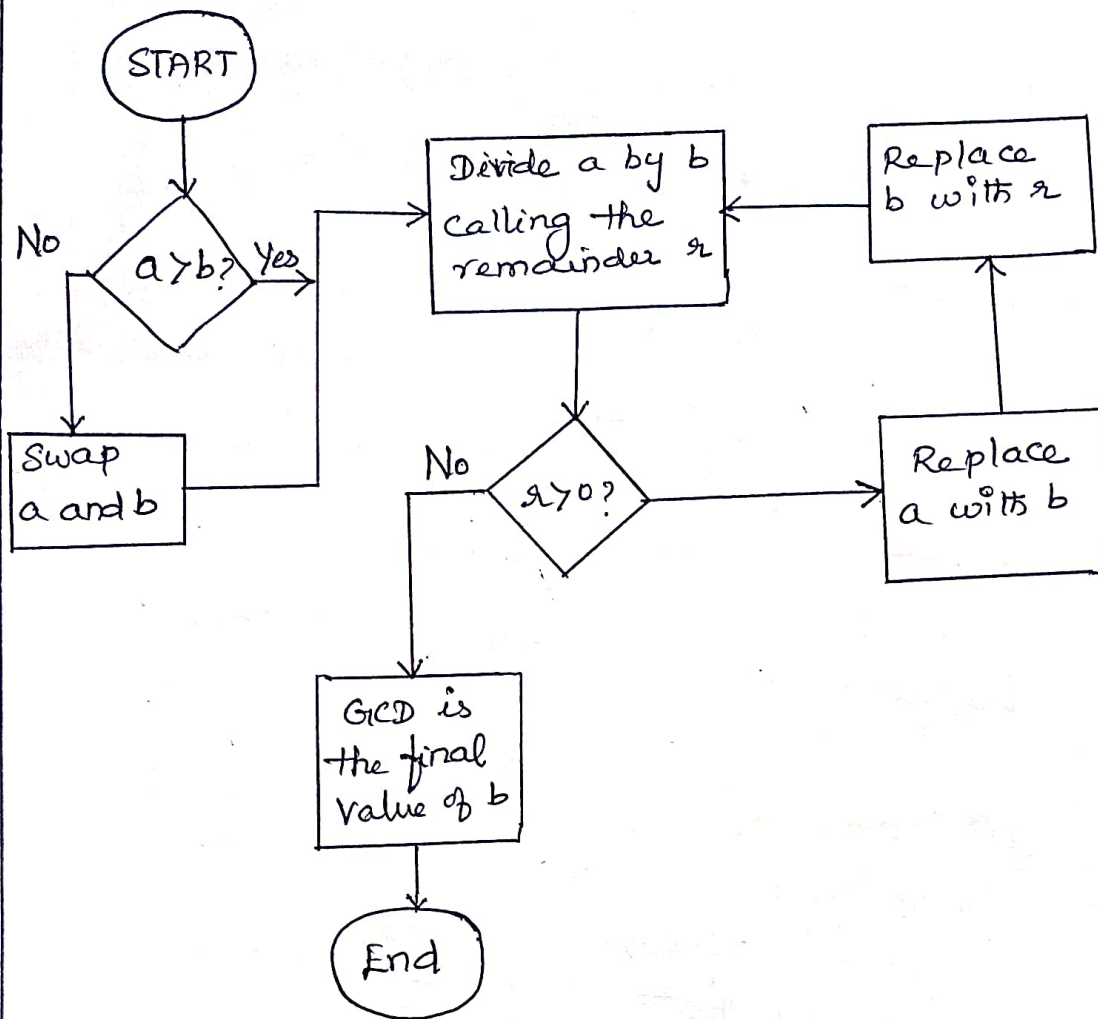 START
No
a>b?
Yes
Swap
a and b
Divide a by b
calling the
remainder r
Replace
b with r
No
r>0?
Replace
a with b
GCD is
the final
value of b
End